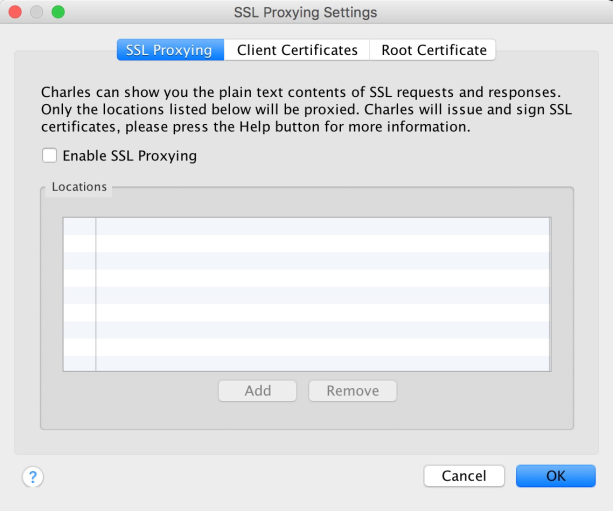 SSL Proxying Settings
SSL Proxying
Client Certificates
Root Certificate
Charles can show you the plain text contents of SSL requests and responses.
Only the locations listed below will be proxied. Charles will issue and sign SSL
certificates, please press the Help button for more information.
Enable SSL Proxying
Locations
Add
Remove
?
Cancel
OK